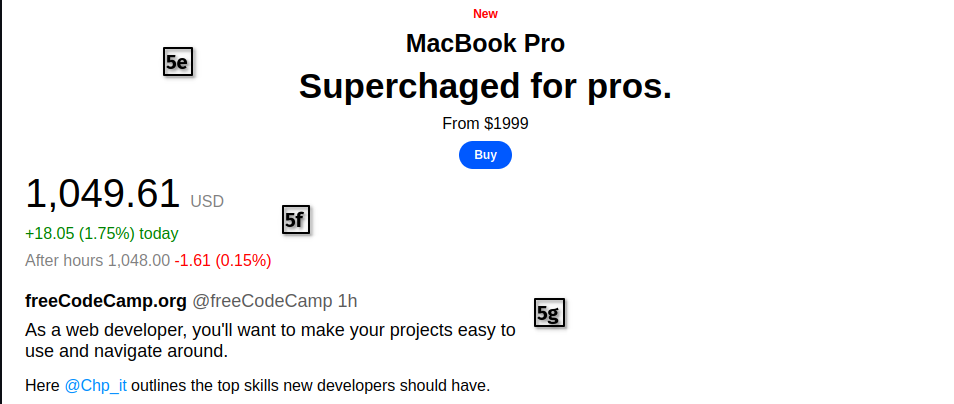 New
MacBook Pro
5e
Superchaged for pros.
From $1999
Buy
1,049.61 USD
5f
+18.05 (1.75%) today
After hours 1,048.00 -1.61 (0.15%)
freeCodeCamp.org @freeCodeCamp 1h
5g
As a web developer, you'll want to make your projects easy to
use and navigate around.
Here @Chp_it outlines the top skills new developers should have.